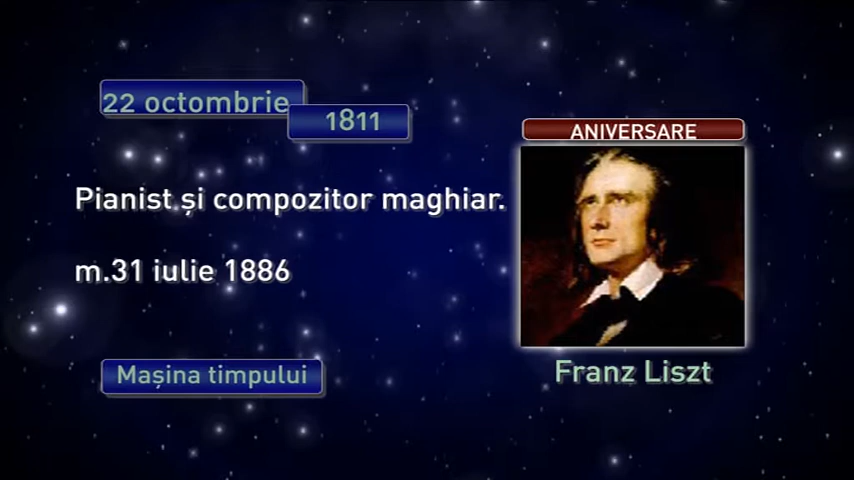 22 octombrie
1811
ANIVERSARE
Pianist și compozitor maghiar.
m.31 iulie 1886
Mașina timpului
Franz Liszt